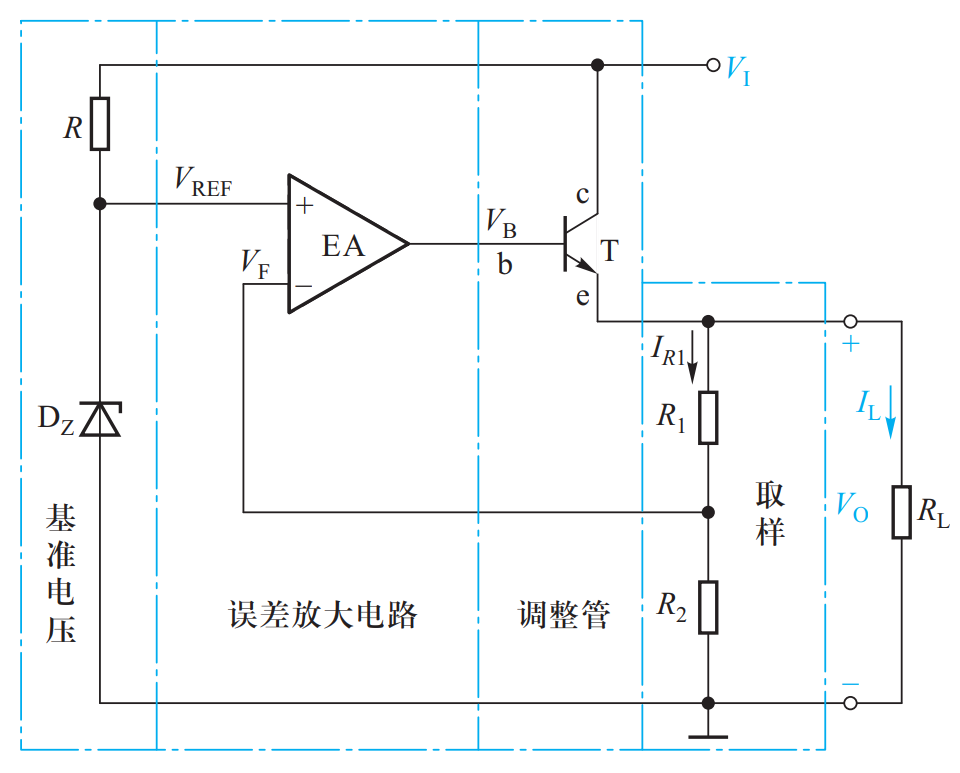 V_I
R
V_REF
+
EA
V_F
−
V_B
b
c
T
e
I_R1
+
R_1
I_L
D_Z
取样
V_O
R_L
基准电压
误差放大电路
调整管
R_2
−